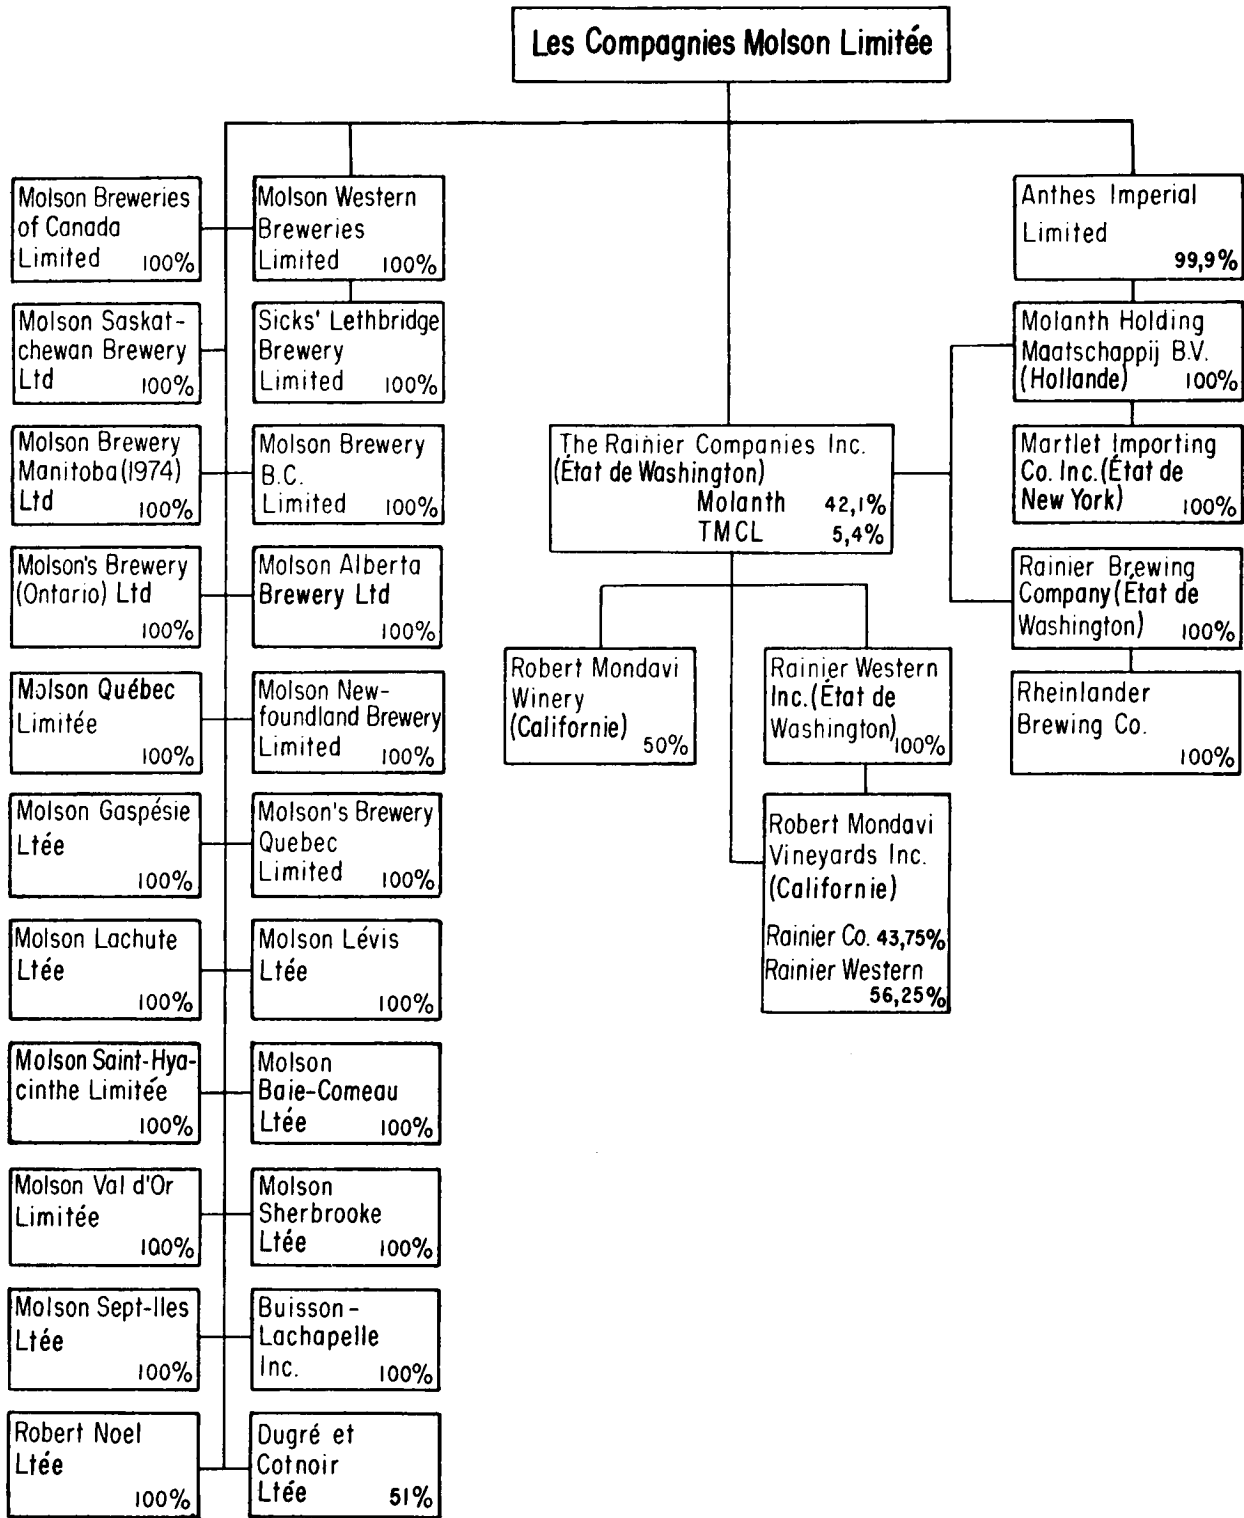 Les Compagnies Molson Limitée
Molson Breweries
of Canada
Limited 100%
Molson Western
Breweries
Limited 100%
Anthes Imperial
Limited
99,9%
Molson Saskat-
chewan Brewery
Ltd 100%
Sicks' Lethbridge
Brewery
Limited 100%
Molanth Holding
Maatschappij B.V.
(Hollande) 100%
Molson Brewery
Manitoba (1974)
Ltd 100%
Molson Brewery
B.C.
Limited 100%
The Rainier Companies Inc.
(État de Washington)
Molanth 42,1%
TMCL 5,4%
Martlet Importing
Co. Inc. (État de
New York) 100%
Molson's Brewery
(Ontario) Ltd
100%
Molson Alberta
Brewery Ltd
100%
Rainier Brewing
Company (État de
Washington) 100%
Molson Québec
Limitée
100%
Molson New-
foundland Brewery
Limited 100%
Robert Mondavi
Winery
(Californie) 50%
Rainier Western
Inc. (État de
Washington) 100%
Rheinlander
Brewing Co.
100%
Molson Gaspésie
Ltée
100%
Molson's Brewery
Quebec
Limited 100%
Robert Mondavi
Vineyards Inc.
(Californie)
Rainier Co. 43,75%
Rainier Western
56,25%
Molson Lachute
Ltée
100%
Molson Lévis
Ltée
100%
Molson Saint-Hya-
cinthe Limitée
100%
Molson
Baie-Comeau
Ltée 100%
Molson Val d'Or
Limitée
100%
Molson
Sherbrooke
Ltée 100%
Molson Sept-Iles
Ltée
100%
Buisson-
Lachapelle
Inc. 100%
Robert Noel
Ltée
100%
Dugré et
Cotnoir
Ltée 51%